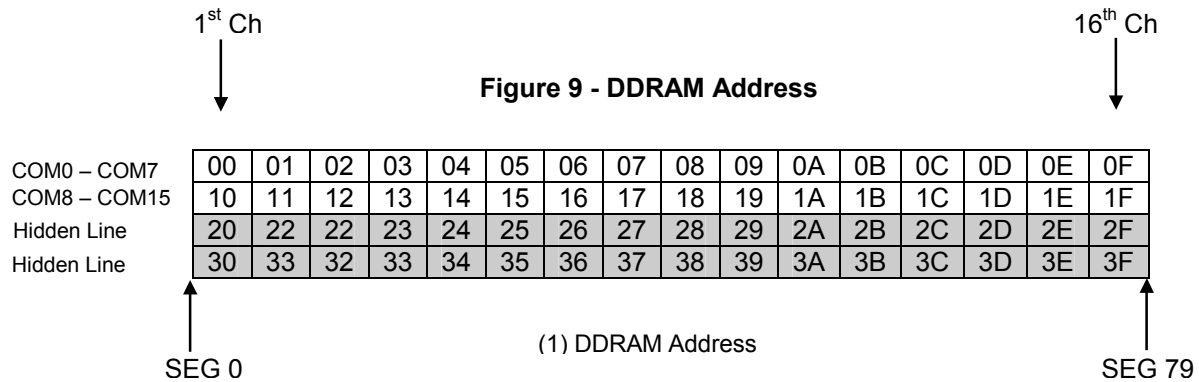 1st Ch 16th Ch
Figure 9 - DDRAM Address
COM0 – COM7 00 01 02 03 04 05 06 07 08 09 0A 0B 0C 0D 0E 0F
COM8 – COM15 10 11 12 13 14 15 16 17 18 19 1A 1B 1C 1D 1E 1F
Hidden Line 20 22 22 23 24 25 26 27 28 29 2A 2B 2C 2D 2E 2F
Hidden Line 30 33 32 33 34 35 36 37 38 39 3A 3B 3C 3D 3E 3F
(1) DDRAM Address
SEG 0 SEG 79